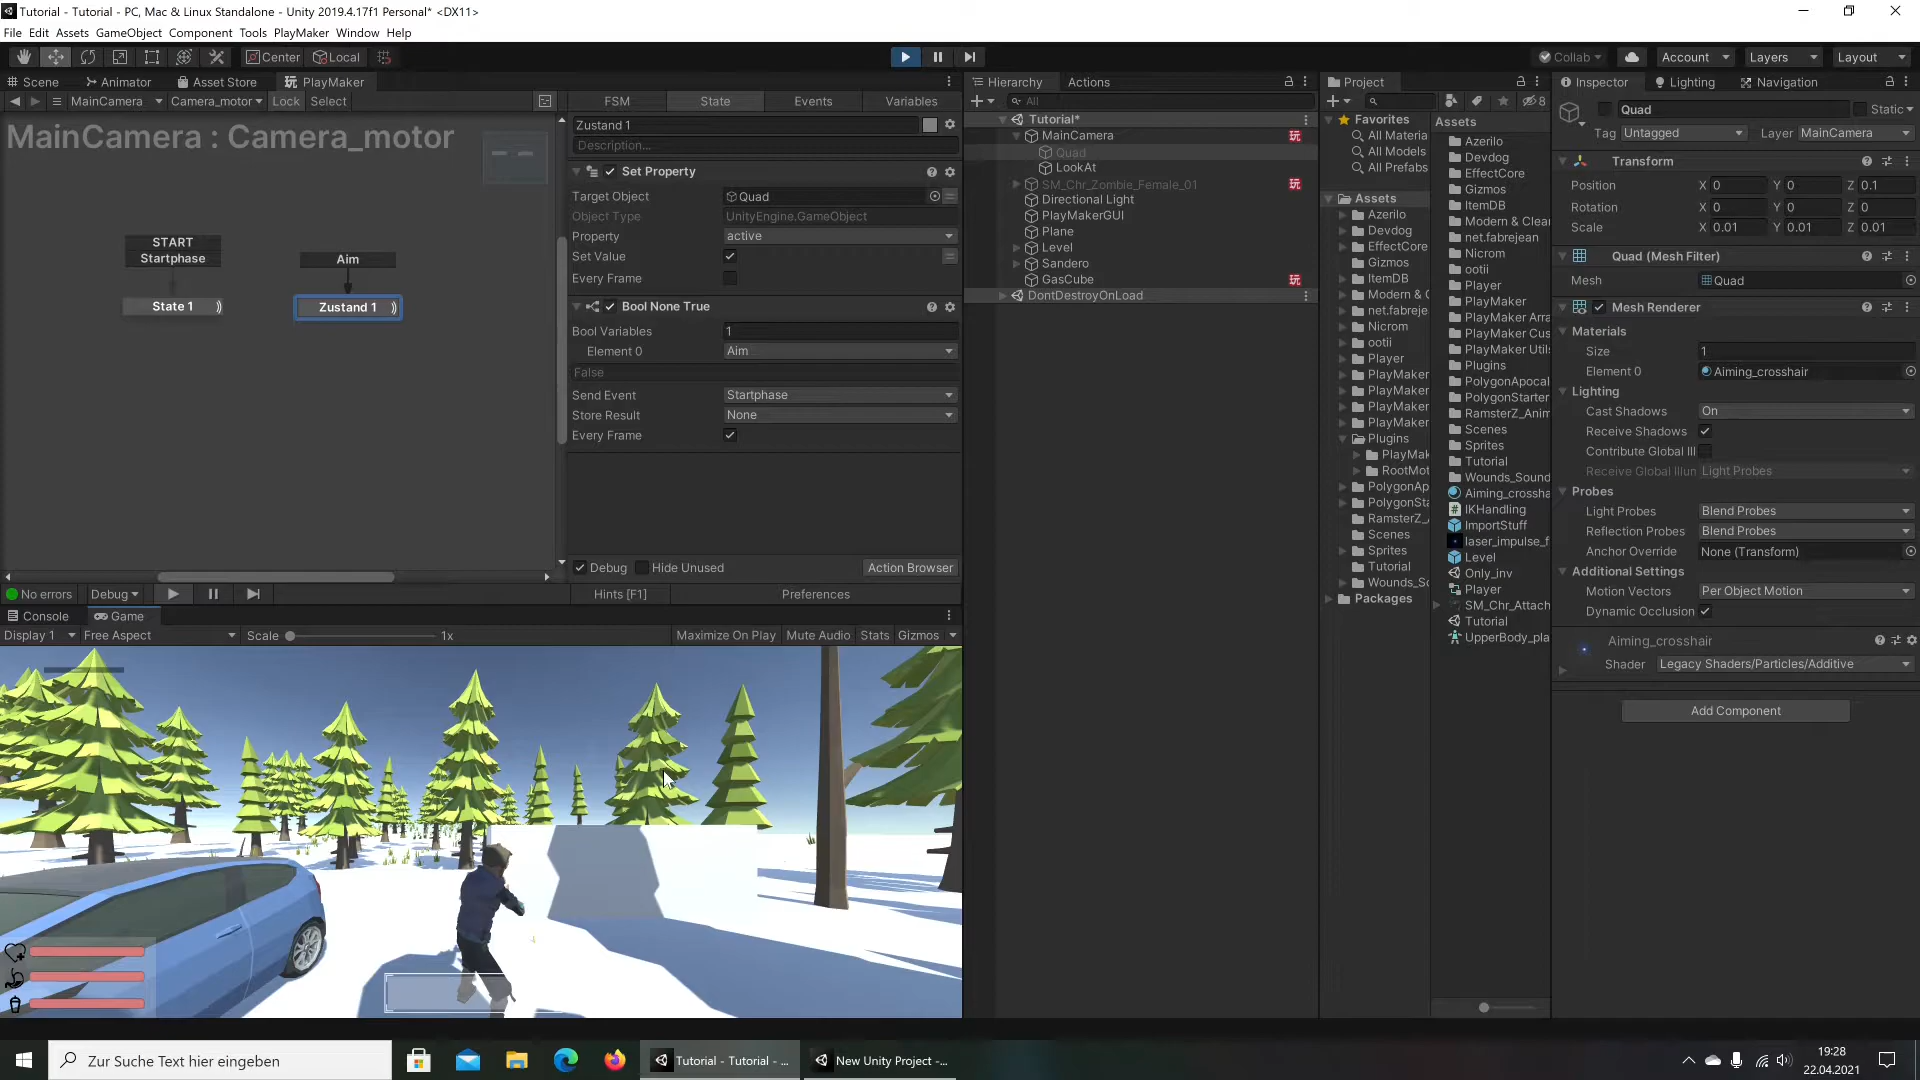 Tutorial - Tutorial - PC, Mac & Linux Standalone - Unity 2019.4.17f1 Personal* <DX11>
File Edit Assets GameObject Component Tools PlayMaker Window Help
Center Local Collab Account Layers Layout
Scene Animator Asset Store PlayMaker
MainCamera Camera_motor Lock Select
MainCamera : Camera_motor
START
Startphase
State 1
Aim
Zustand 1
FSM State Events Variables
Zustand 1
Description...
Set Property
Target Object Quad
Object Type UnityEngine.GameObject
Property active
Set Value
Every Frame
Bool None True
Bool Variables 1
Element 0 Aim
False
Send Event Startphase
Store Result None
Every Frame
Debug Hide Unused Action Browser
No errors Debug Hints [F1] Preferences
Console Game
Display 1 Free Aspect Scale 1x Maximize On Play Mute Audio Stats Gizmos
Hierarchy Actions
All
Tutorial*
MainCamera
Quad
LookAt
SM_Chr_Zombie_Female_01
Directional Light
PlayMakerGUI
Plane
Level
Sandero
GasCube
DontDestroyOnLoad
Project
8
Favorites
All Materia
All Models
All Prefabs
Assets
Azerilo
Devdog
EffectCore
Gizmos
ItemDB
Modern & C
net.fabreje
Nicrom
ootii
Player
PlayMaker
PlayMaker
PlayMaker
PlayMaker
Plugins
PlayMak
RootMot
PolygonAp
PolygonSta
RamsterZ_
Scenes
Sprites
Tutorial
Wounds_So
Packages
Assets
Azerilo
Devdog
EffectCore
Gizmos
ItemDB
Modern & Clea
net.fabrejean
Nicrom
ootii
Player
PlayMaker
PlayMaker Arra
PlayMaker Cus
PlayMaker Util
Plugins
PolygonApocal
PolygonStarter
RamsterZ_Anim
Scenes
Sprites
Tutorial
Wounds_Sound
Aiming_crossha
IKHandling
ImportStuff
laser_impulse_f
Level
Only_inv
Player
SM_Chr_Attach
Tutorial
UpperBody_pla
Inspector Lighting Navigation
Quad Static
Tag Untagged Layer MainCamera
Transform
Position X 0 Y 0 Z 0.1
Rotation X 0 Y 0 Z 0
Scale X 0.01 Y 0.01 Z 0.01
Quad (Mesh Filter)
Mesh Quad
Mesh Renderer
Materials
Size 1
Element 0 Aiming_crosshair
Lighting
Cast Shadows On
Receive Shadows
Contribute Global Ill
Receive Global Illun Light Probes
Probes
Light Probes Blend Probes
Reflection Probes Blend Probes
Anchor Override None (Transform)
Additional Settings
Motion Vectors Per Object Motion
Dynamic Occlusion
Aiming_crosshair
Shader Legacy Shaders/Particles/Additive
Add Component
Zur Suche Text hier eingeben
Tutorial - Tutorial - ...
New Unity Project -...
19:28
22.04.2021